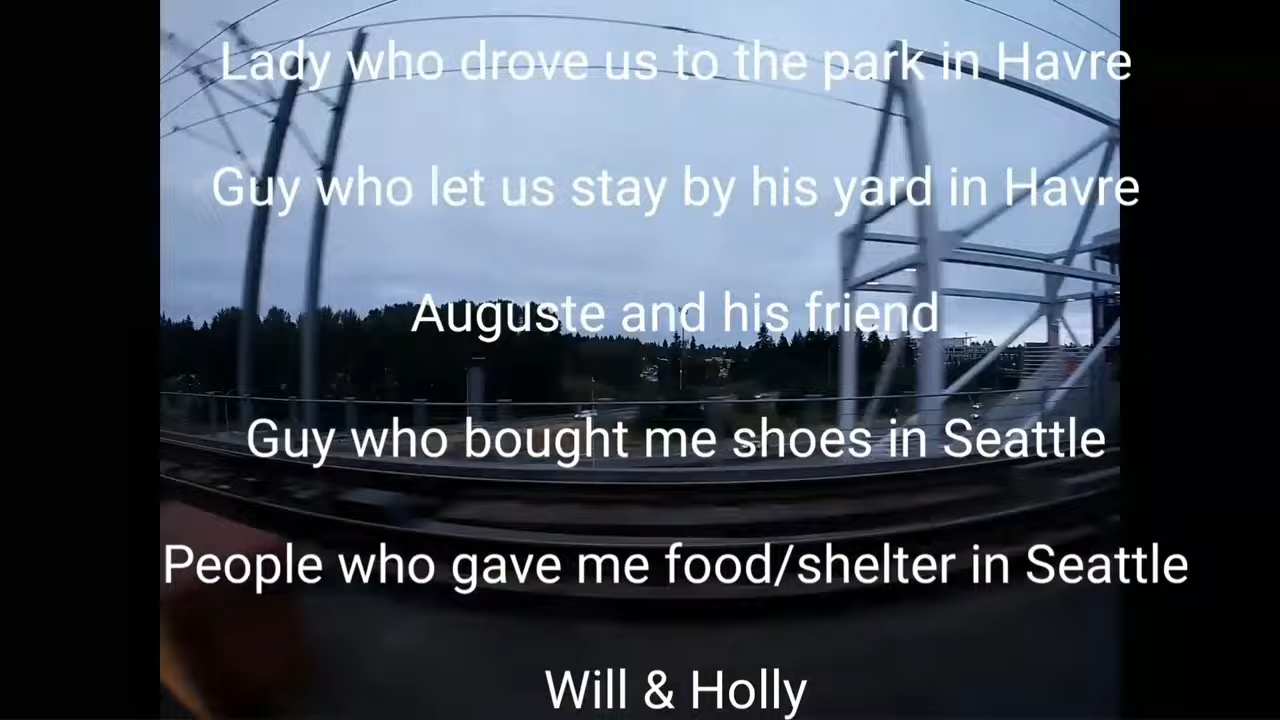 Lady who drove us to the park in Havre
Guy who let us stay by his yard in Havre
Auguste and his friend
Guy who bought me shoes in Seattle
People who gave me food/shelter in Seattle
Will & Holly